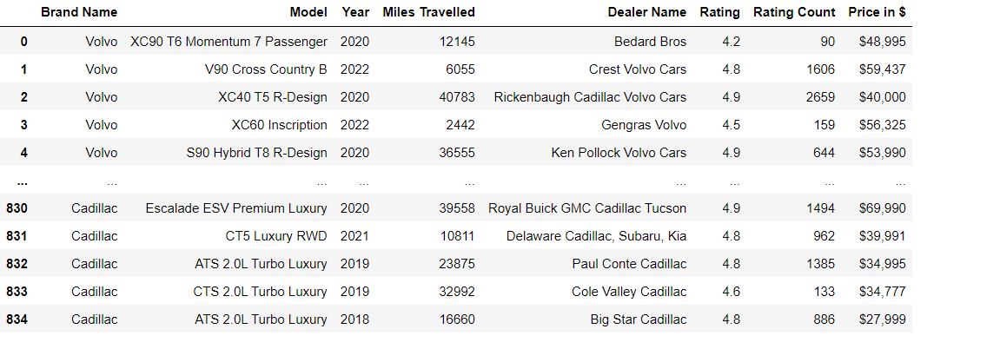 Brand Name Model Year Miles Travelled Dealer Name Rating Rating Count Price in $
0 Volvo XC90 T6 Momentum 7 Passenger 2020 12145 Bedard Bros 4.2 90 $48,995
1 Volvo V90 Cross Country B 2022 6055 Crest Volvo Cars 4.8 1606 $59,437
2 Volvo XC40 T5 R-Design 2020 40783 Rickenbaugh Cadillac Volvo Cars 4.9 2659 $40,000
3 Volvo XC60 Inscription 2022 2442 Gengras Volvo 4.5 159 $56,325
4 Volvo S90 Hybrid T8 R-Design 2020 36555 Ken Pollock Volvo Cars 4.9 644 $53,990
... ... ... ... ... ... ... ... ...
830 Cadillac Escalade ESV Premium Luxury 2020 39558 Royal Buick GMC Cadillac Tucson 4.9 1494 $69,990
831 Cadillac CT5 Luxury RWD 2021 10811 Delaware Cadillac, Subaru, Kia 4.8 962 $39,991
832 Cadillac ATS 2.0L Turbo Luxury 2019 23875 Paul Conte Cadillac 4.8 1385 $34,995
833 Cadillac CTS 2.0L Turbo Luxury 2019 32992 Cole Valley Cadillac 4.6 133 $34,777
834 Cadillac ATS 2.0L Turbo Luxury 2018 16660 Big Star Cadillac 4.8 886 $27,999